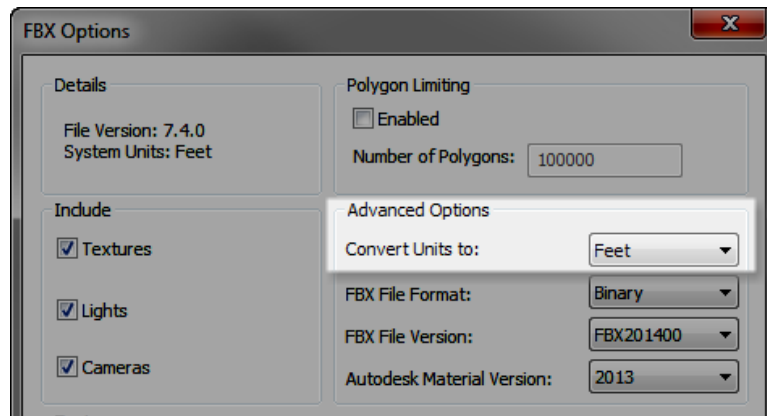 FBX Options
Details
File Version: 7.4.0
System Units: Feet
Polygon Limiting
Enabled
Number of Polygons: 100000
Include
Textures
Lights
Cameras
Advanced Options
Convert Units to: Feet
FBX File Format: Binary
FBX File Version: FBX201400
Autodesk Material Version: 2013